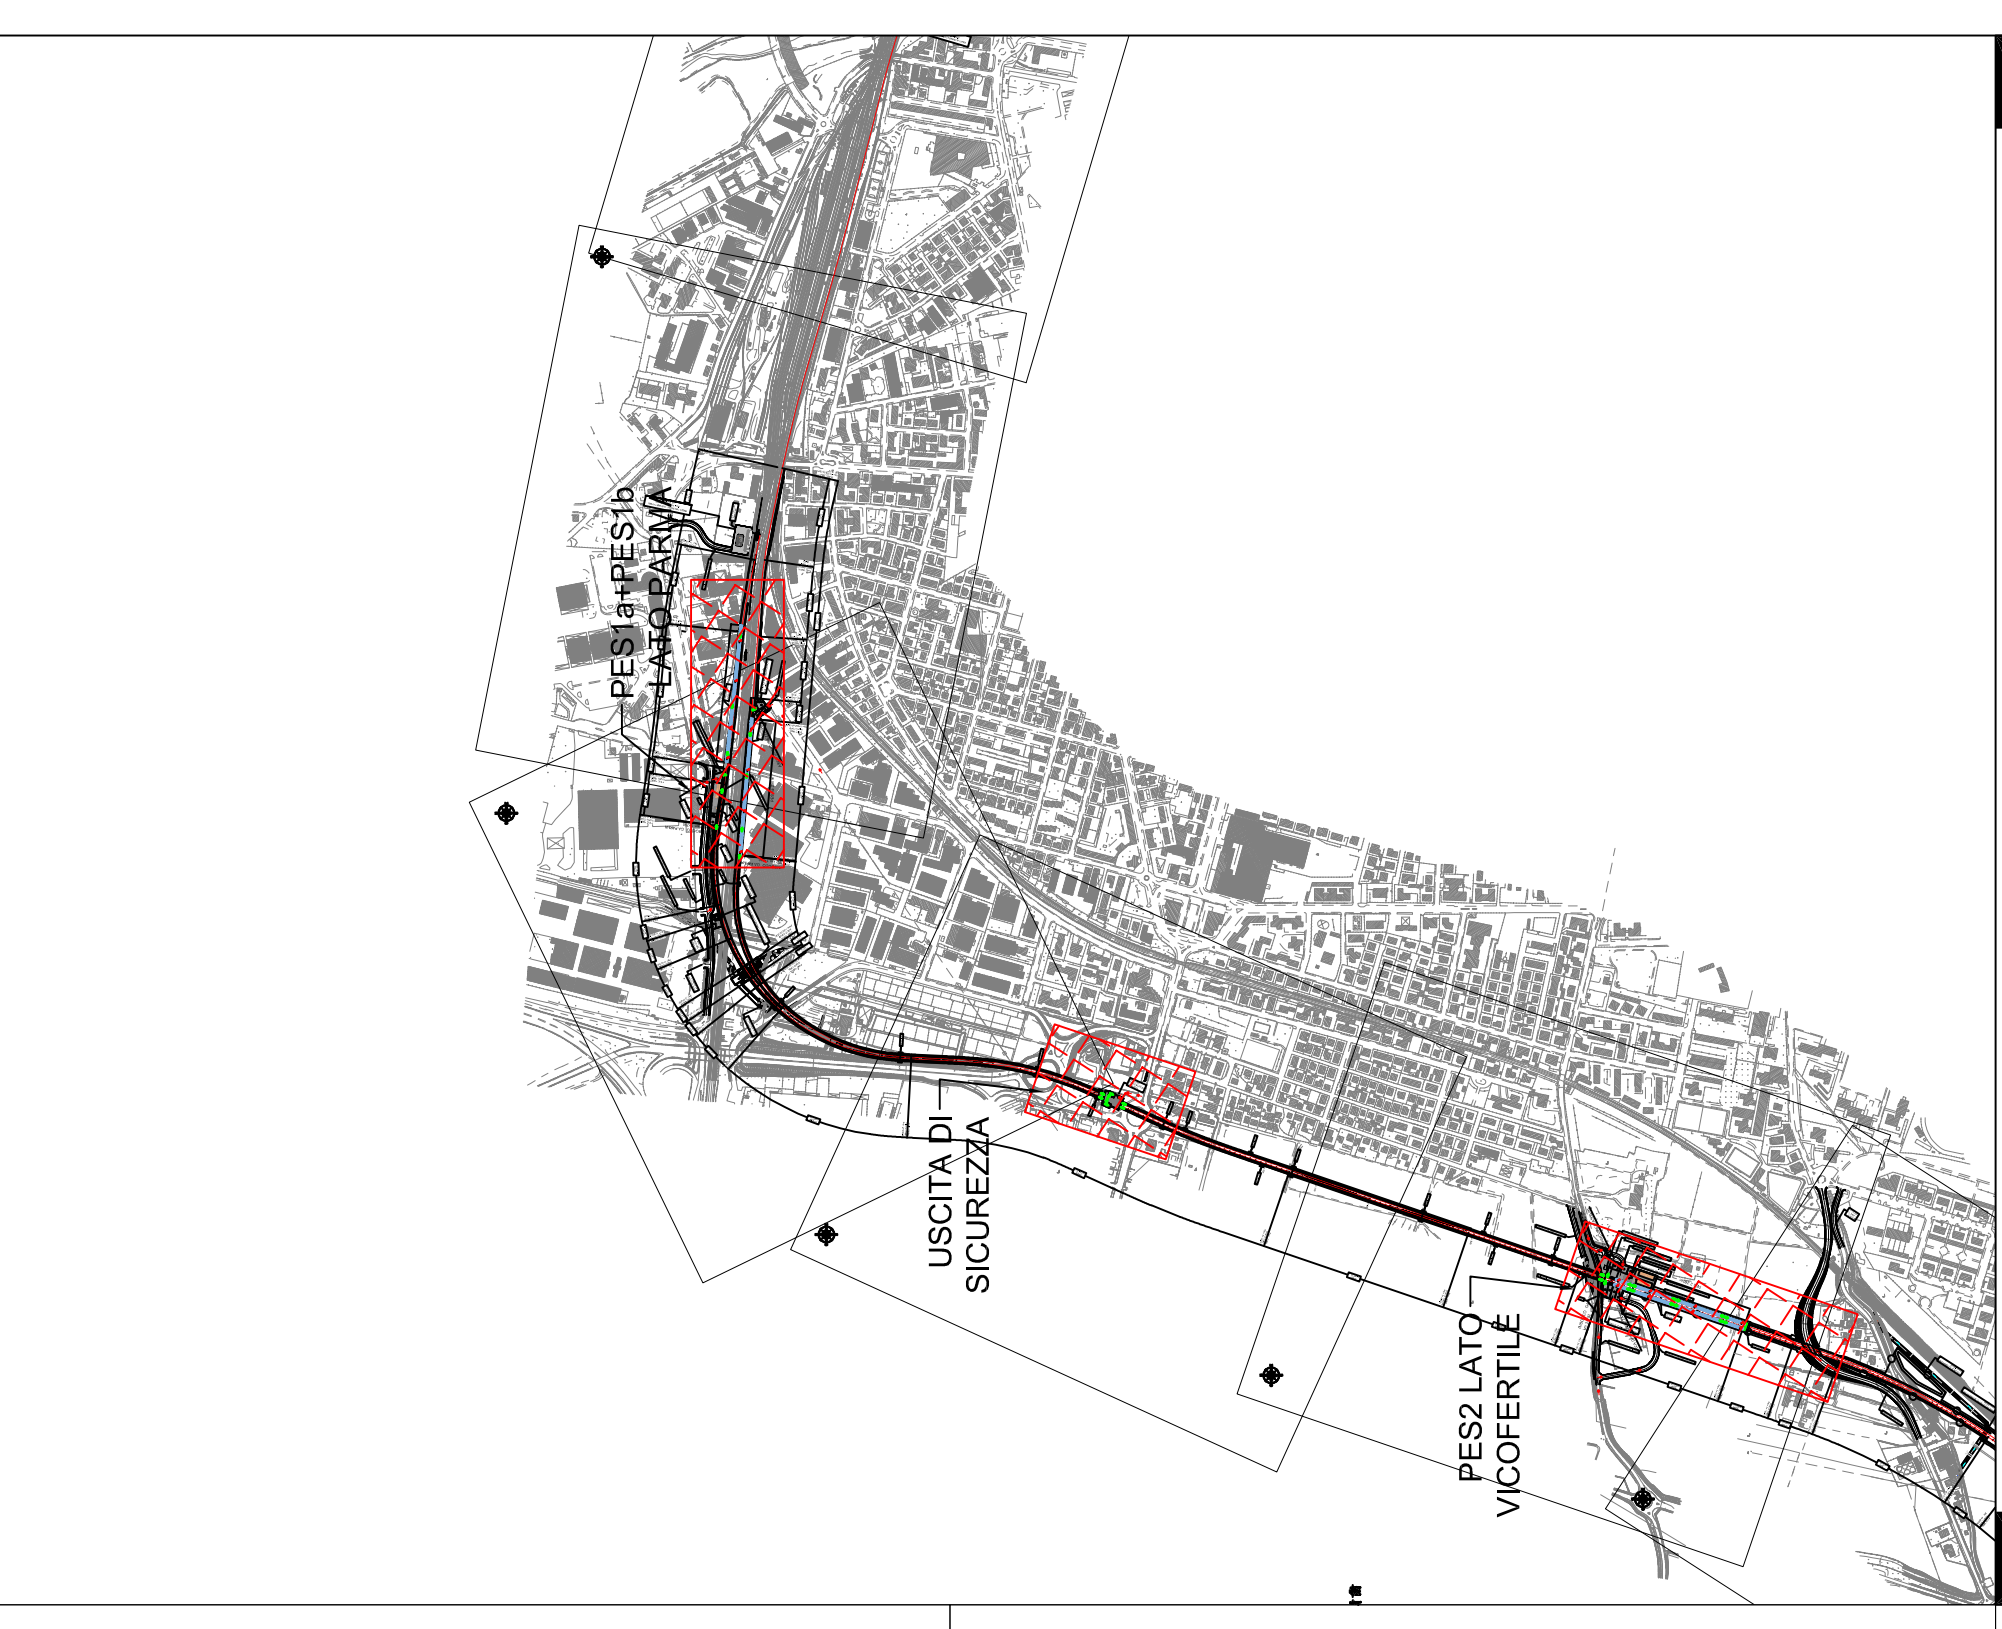 PES1a+PES1b
LATO PARMA
USCITA DI
SICUREZZA
PES2 LATO
VICOFERTILE